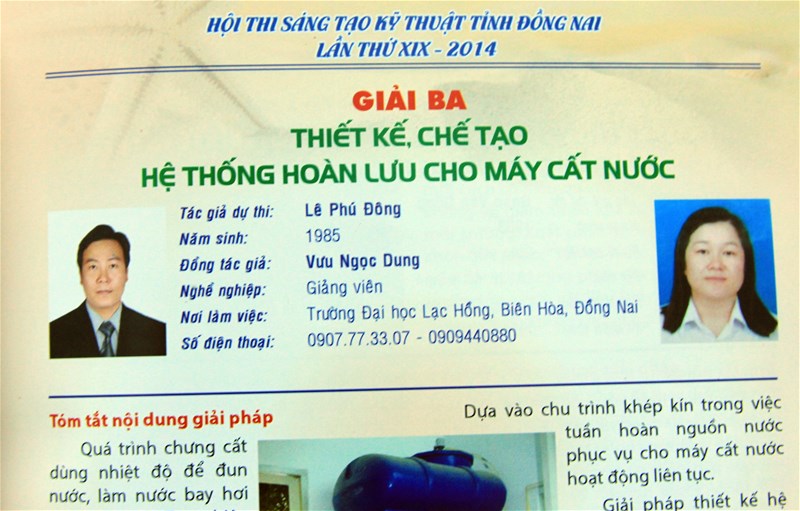 HỘI THI SÁNG TẠO KỸ THUẬT TỈNH ĐỒNG NAI
LẦN THỨ XIX - 2014
GIẢI BA
THIẾT KẾ, CHẾ TẠO
HỆ THỐNG HOÀN LƯU CHO MÁY CẤT NƯỚC
Tác giả dự thi: Lê Phú Đông
Năm sinh: 1985
Đồng tác giả: Vưu Ngọc Dung
Nghề nghiệp: Giảng viên
Nơi làm việc: Trường Đại học Lạc Hồng, Biên Hòa, Đồng Nai
Số điện thoại: 0907.77.33.07 - 0909440880
Tóm tắt nội dung giải pháp
Quá trình chưng cất
dùng nhiệt độ để đun
nước, làm nước bay hơi
Dựa vào chu trình khép kín trong việc
tuần hoàn nguồn nước
phục vụ cho máy cất nước
hoạt động liên tục.
Giải pháp thiết kế hệ